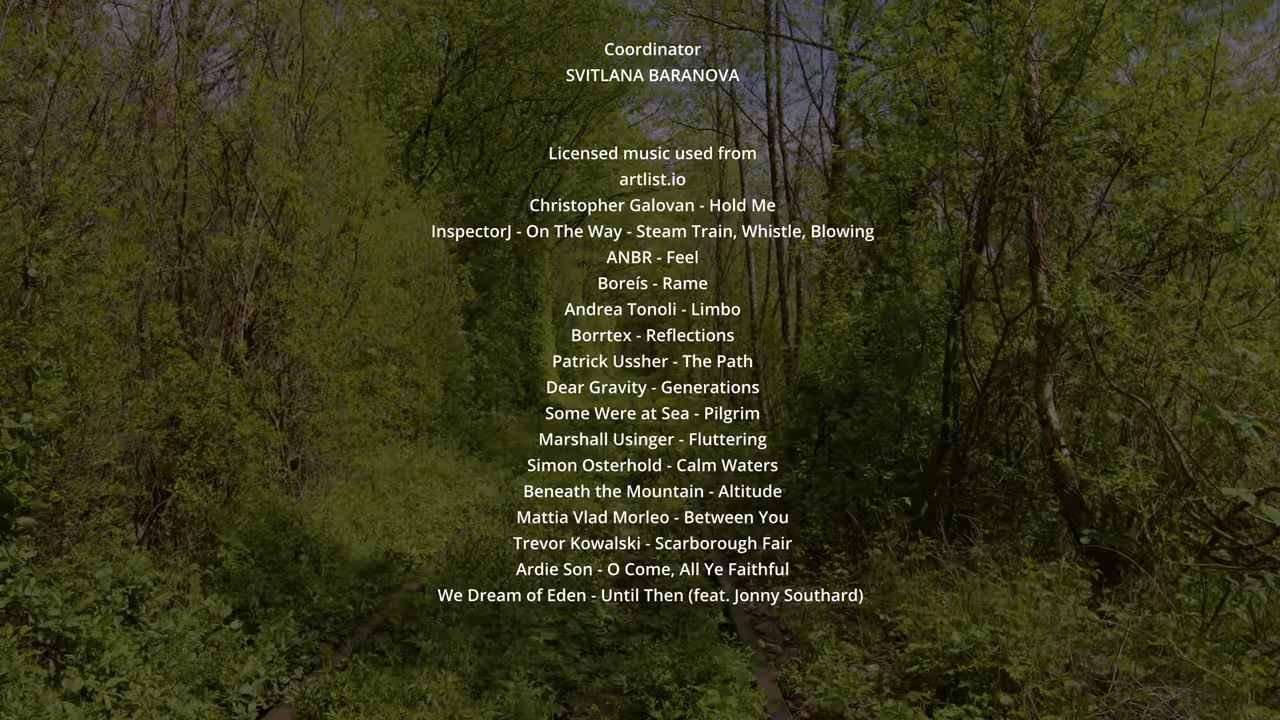 Coordinator
SVITLANA BARANOVA
Licensed music used from
artlist.io
Christopher Galovan - Hold Me
InspectorJ - On The Way - Steam Train, Whistle, Blowing
ANBR - Feel
Boreís - Rame
Andrea Tonoli - Limbo
Borrtex - Reflections
Patrick Ussher - The Path
Dear Gravity - Generations
Some Were at Sea - Pilgrim
Marshall Usinger - Fluttering
Simon Osterhold - Calm Waters
Beneath the Mountain - Altitude
Mattia Vlad Morleo - Between You
Trevor Kowalski - Scarborough Fair
Ardie Son - O Come, All Ye Faithful
We Dream of Eden - Until Then (feat. Jonny Southard)